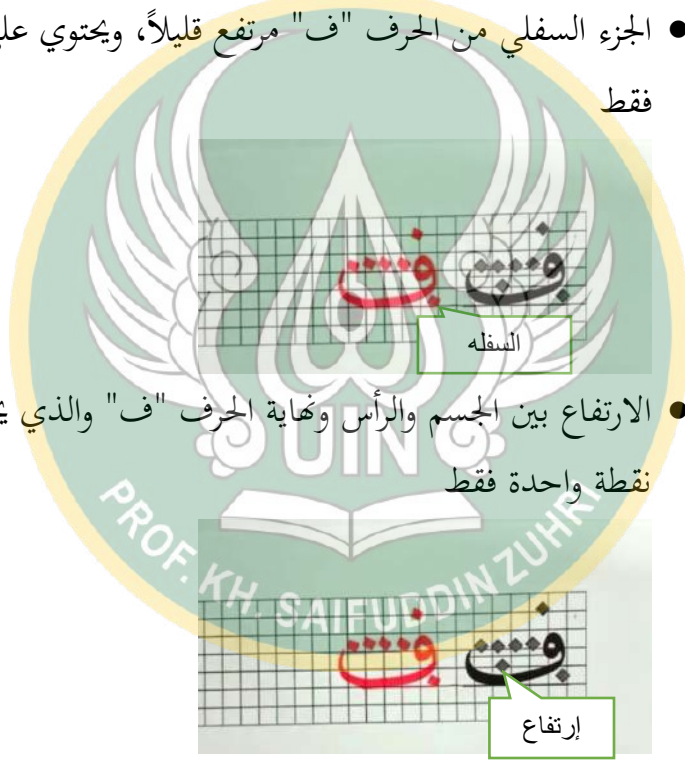 الجزء السفلي من الحرف "ف" مرتفع قليلاً، ويحتوي
فقط
السفله
الارتفاع بين الجسم والرأس ونهاية الحرف "ف" والذي
نقطة واحدة فقط
UIN
PROF. KH. SAIFUDDIN ZUHRI
إرتفاع